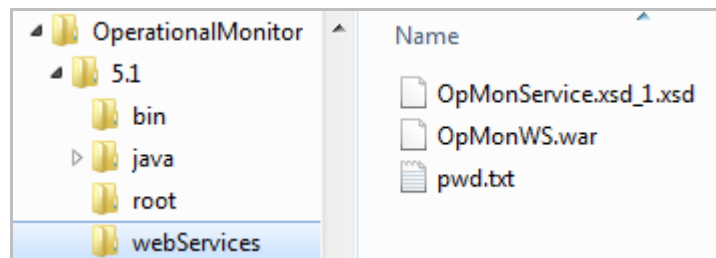 OperationalMonitor
5.1
bin
java
root
webServices
Name
OpMonService.xsd_1.xsd
OpMonWS.war
pwd.txt